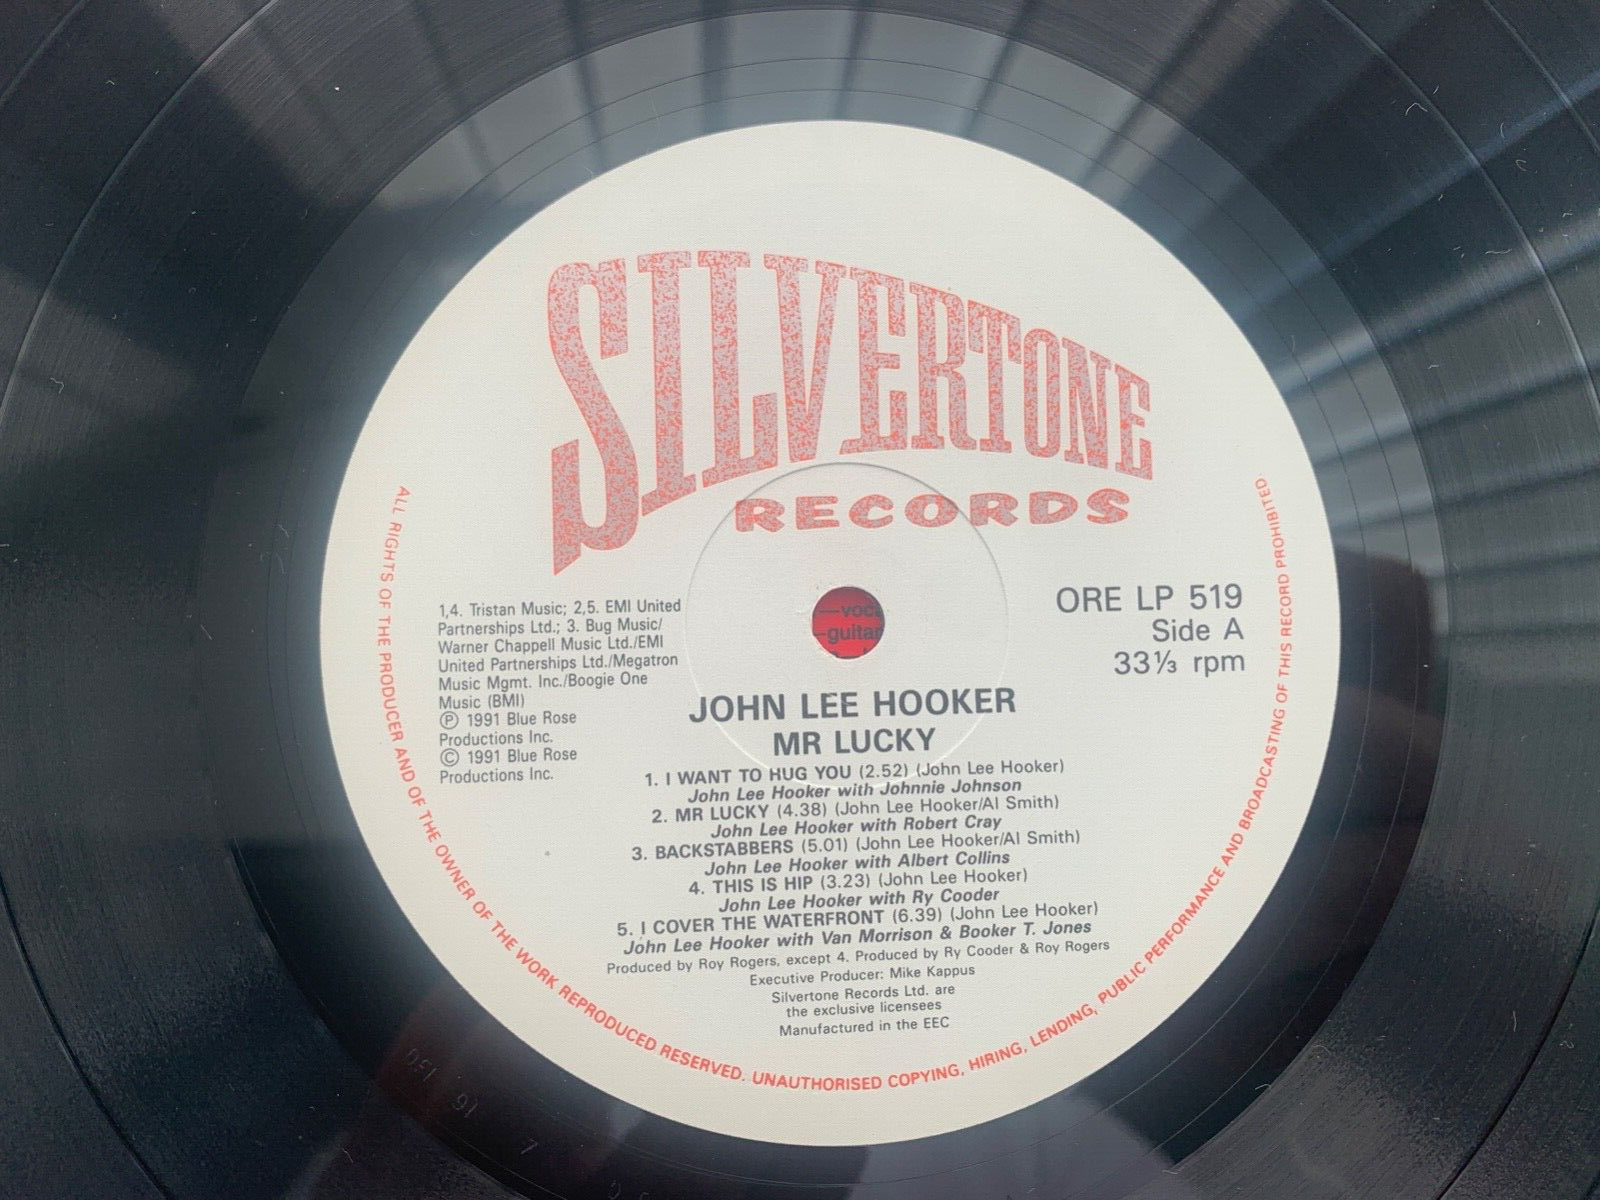 SILVERTONE
RECORDS
ORE LP 519
Side A
33⅓ rpm
1,4. Tristan Music; 2,5. EMI United
Partnerships Ltd.; 3. Bug Music/
Warner Chappell Music Ltd./EMI
United Partnerships Ltd./Megatron
Music Mgmt. Inc./Boogie One
Music (BMI)
Ⓟ 1991 Blue Rose
Productions Inc.
© 1991 Blue Rose
Productions Inc.
guitar
JOHN LEE HOOKER
MR LUCKY
1. I WANT TO HUG YOU (2.52) (John Lee Hooker)
John Lee Hooker with Johnnie Johnson
2. MR LUCKY (4.38) (John Lee Hooker/Al Smith)
John Lee Hooker with Robert Cray
3. BACKSTABBERS (5.01) (John Lee Hooker/Al Smith)
John Lee Hooker with Albert Collins
4. THIS IS HIP (3.23) (John Lee Hooker)
John Lee Hooker with Ry Cooder
5. I COVER THE WATERFRONT (6.39) (John Lee Hooker)
John Lee Hooker with Van Morrison & Booker T. Jones
Produced by Roy Rogers, except 4. Produced by Ry Cooder & Roy Rogers
Executive Producer: Mike Kappus
Silvertone Records Ltd. are
the exclusive licensees
Manufactured in the EEC
ALL RIGHTS OF THE PRODUCER AND OF THE OWNER OF THE WORK REPRODUCED RESERVED. UNAUTHORISED COPYING, HIRING, LENDING, PUBLIC PERFORMANCE AND BROADCASTING OF THIS RECORD PROHIBITED.